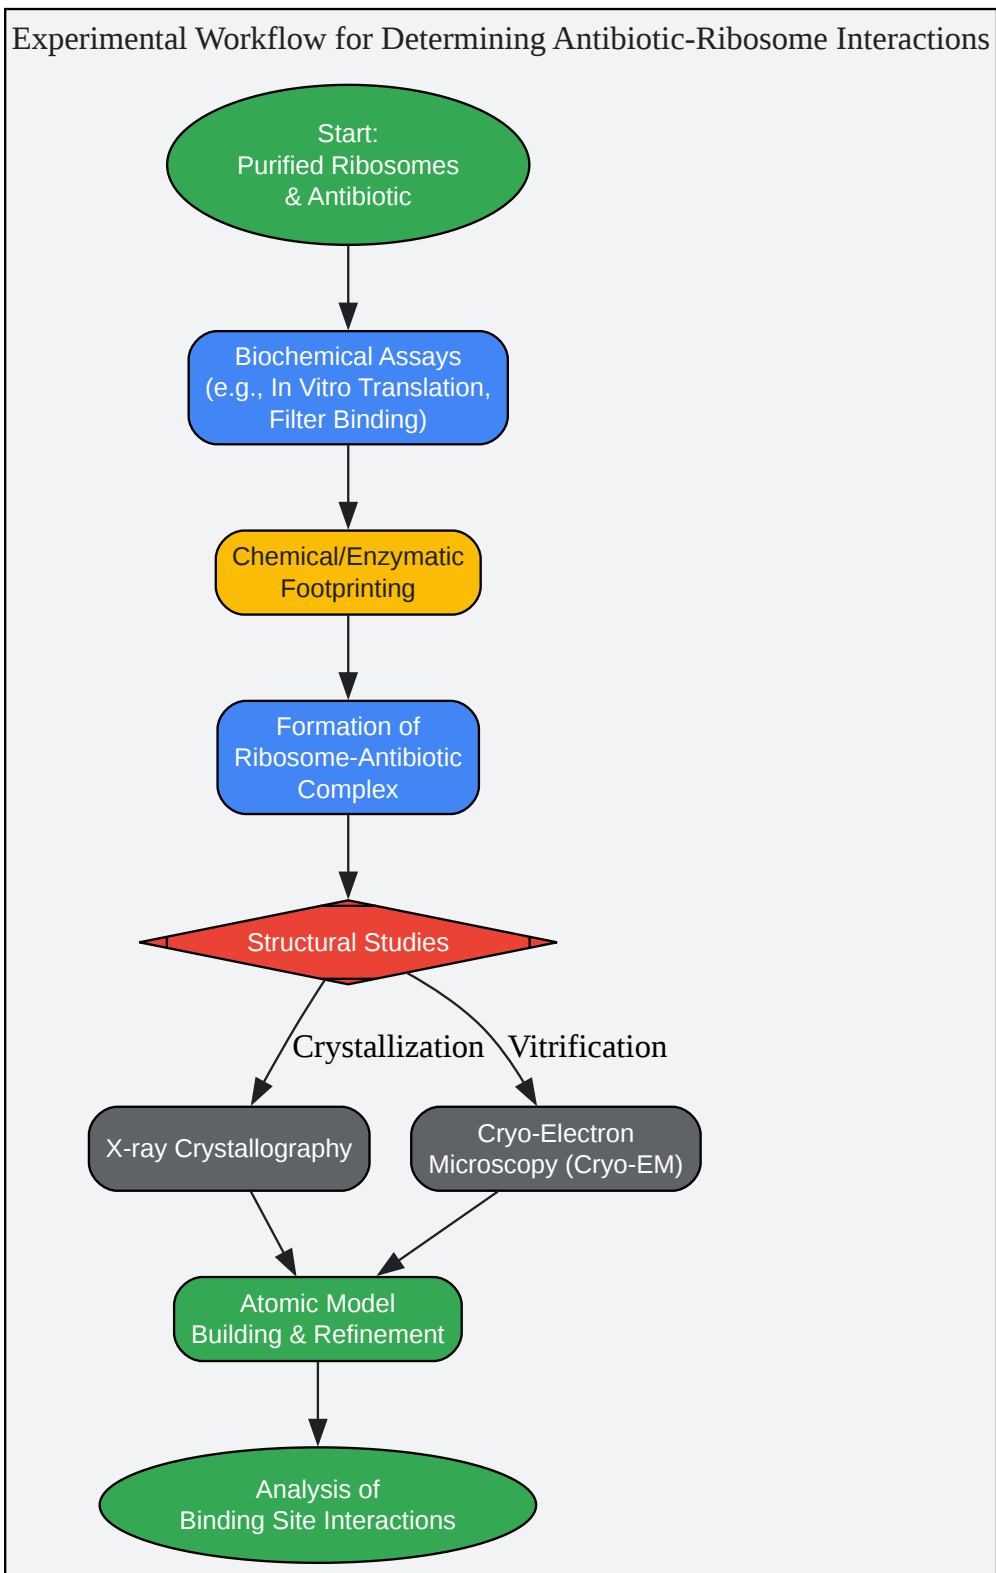 Experimental Workflow for Determining Antibiotic-Ribosome Interactions
Start:
Purified Ribosomes
& Antibiotic
Biochemical Assays
(e.g., In Vitro Translation,
Filter Binding)
Chemical/Enzymatic
Footprinting
Formation of
Ribosome-Antibiotic
Complex
Structural Studies
Crystallization
Vitrification
X-ray Crystallography
Cryo-Electron
Microscopy (Cryo-EM)
Atomic Model
Building & Refinement
Analysis of
Binding Site Interactions